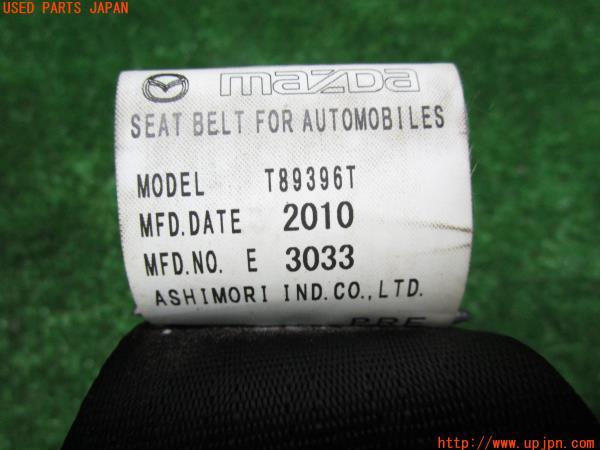 USED PARTS JAPAN
mazda
SEAT BELT FOR AUTOMOBILES
MODEL T89396T
MFD.DATE 2010
MFD.NO. E 3033
ASHIMORI IND.CO.,LTD.
http://www.upjpn.com/